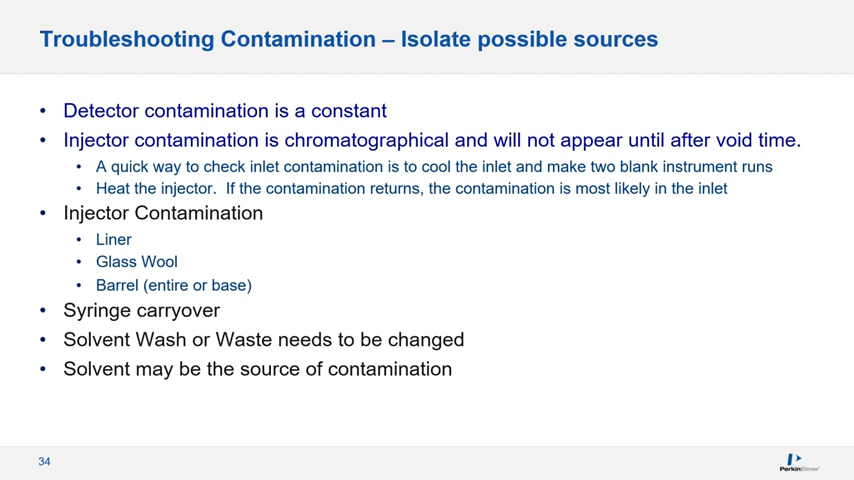 Troubleshooting Contamination – Isolate possible sources
• Detector contamination is a constant
• Injector contamination is chromatographical and will not appear until after void time.
• A quick way to check inlet contamination is to cool the inlet and make two blank instrument runs
• Heat the injector.  If the contamination returns, the contamination is most likely in the inlet
• Injector Contamination
• Liner
• Glass Wool
• Barrel (entire or base)
• Syringe carryover
• Solvent Wash or Waste needs to be changed
• Solvent may be the source of contamination
34
PerkinElmer